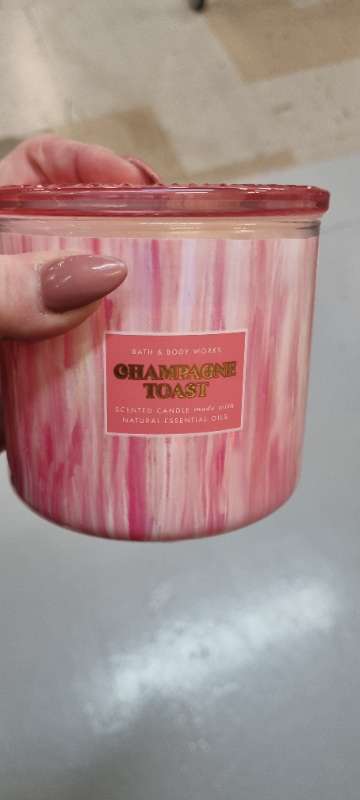 BATH & BODY WORKS
CHAMPAGNE
TOAST
SCENTED CANDLE made with
NATURAL ESSENTIAL OILS